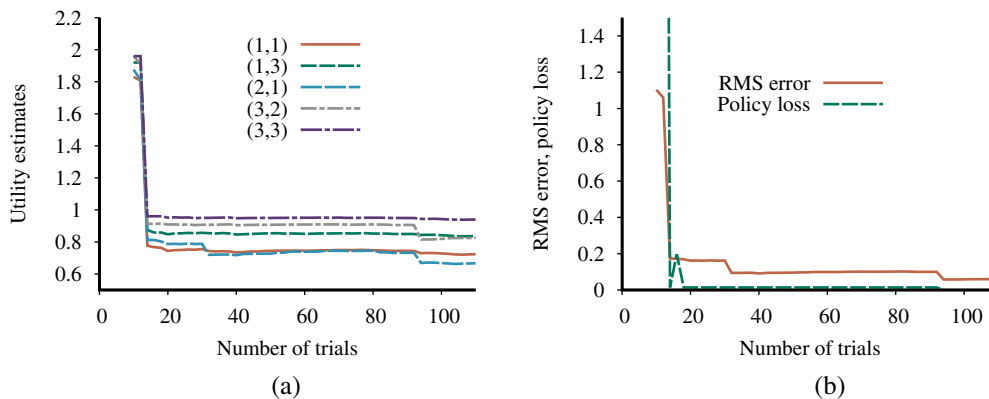 2.2
2
1.8
1.6
1.4
1.2
1
0.8
0.6
Utility estimates
(1,1)
(1,3)
(2,1)
(3,2)
(3,3)
0 20 40 60 80 100
Number of trials
(a)
1.4
1.2
1
0.8
0.6
0.4
0.2
0
RMS error, policy loss
RMS error
Policy loss
0 20 40 60 80 100
Number of trials
(b)